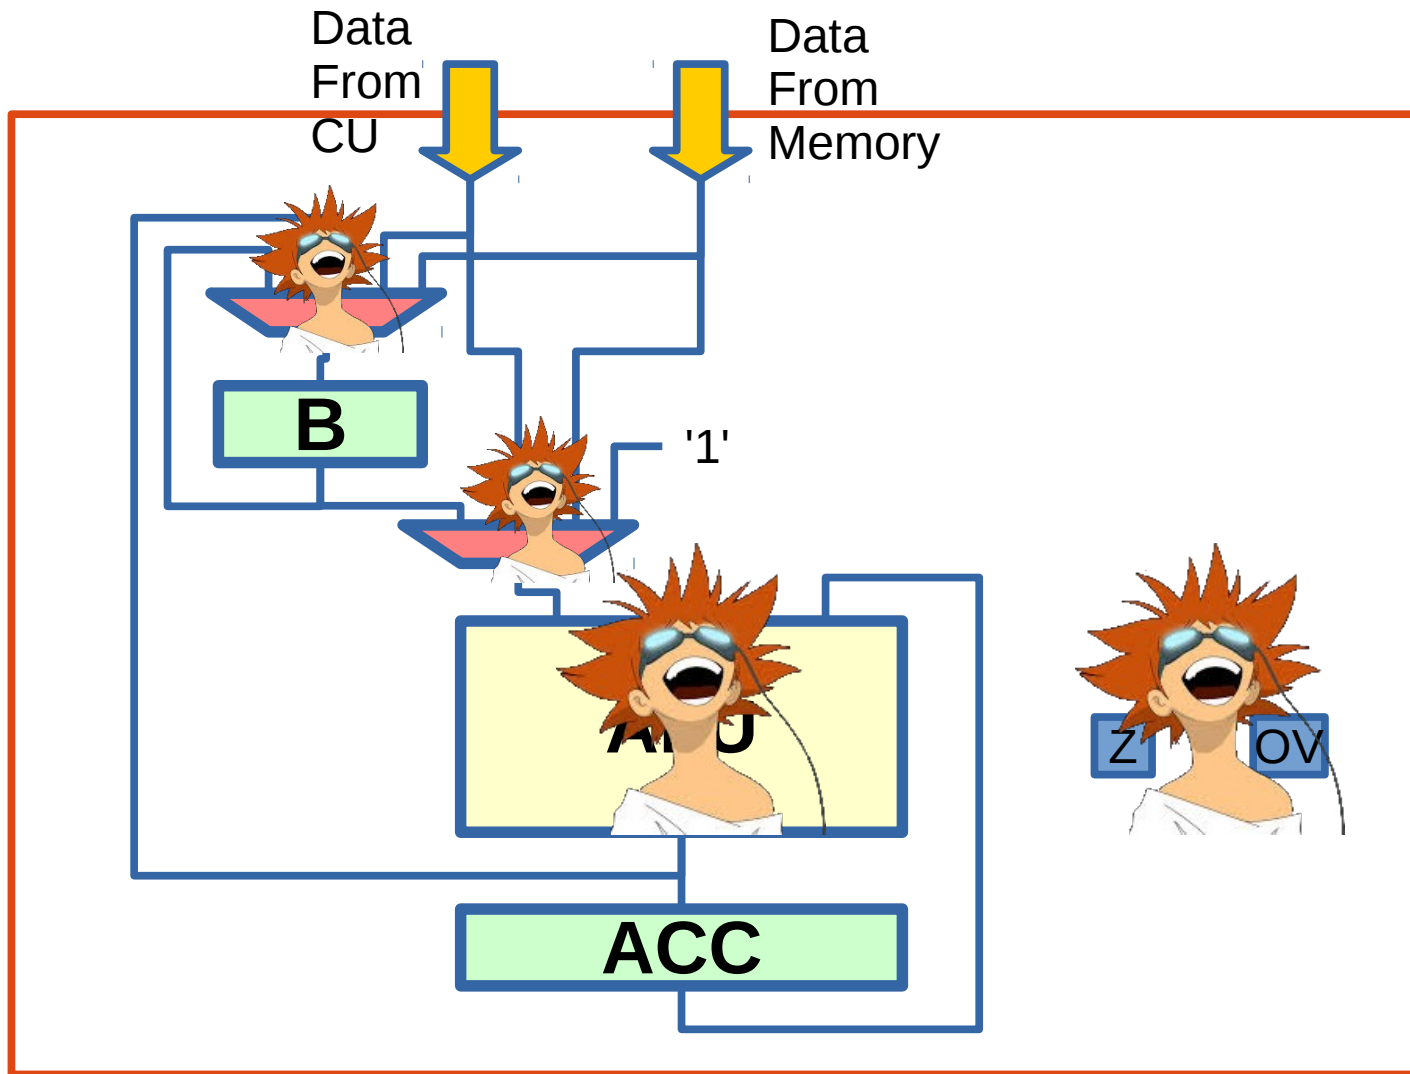 Data
From
CU
Data
From
Memory
B
'1'
Z
OV
ACC